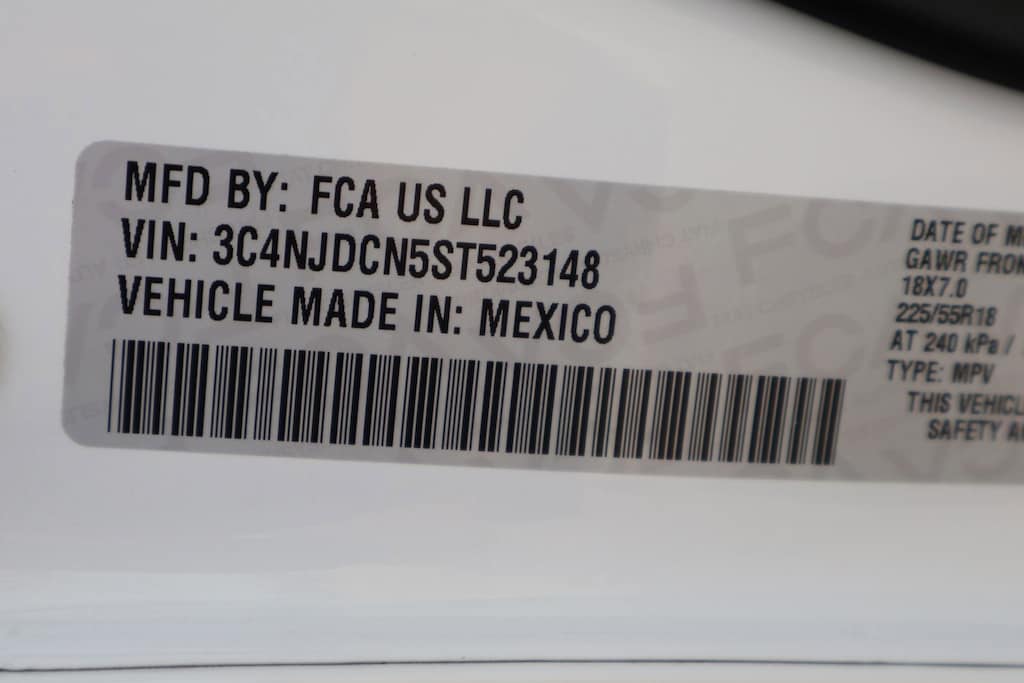 MFD BY: FCA US LLC
VIN: 3C4NJDCN5ST523148
VEHICLE MADE IN: MEXICO
DATE OF
GAWR
18X7.0
225/55R18
AT 240 kPa /
TYPE: MPV
THIS
SAFETY